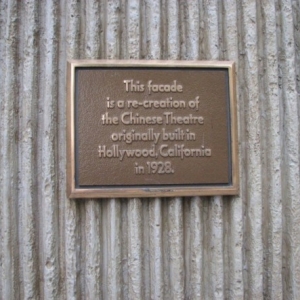 This facade
is a re-creation of
the Chinese Theatre
originally built in
Hollywood, California
in 1928.